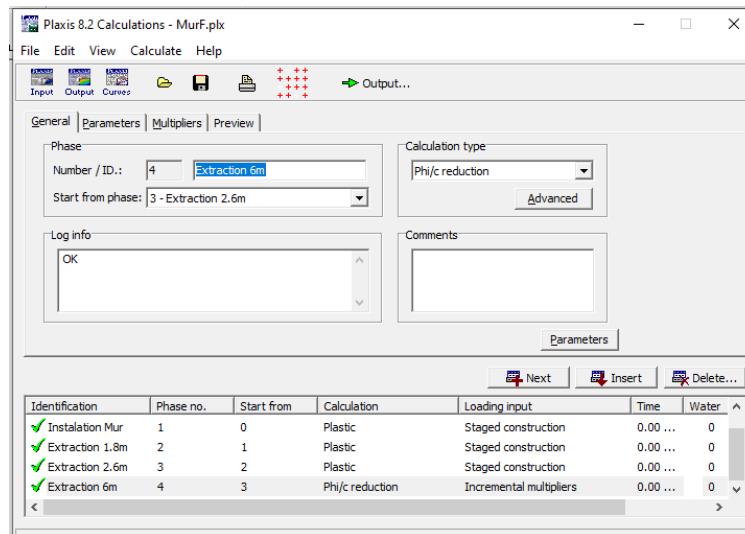 Plaxis 8.2 Calculations - MurF.plx
File Edit View Calculate Help
Input Output Curves Output...
General Parameters Multipliers Preview
Phase
Number / ID.: 4 Extraction 6m
Start from phase: 3 - Extraction 2.6m
Calculation type
Phi/c reduction
Advanced
Log info
OK
Comments
Parameters
Next Insert Delete...
Identification Phase no. Start from Calculation Loading input Time Water
Instalation Mur 1 0 Plastic Staged construction 0.00 ... 0
Extraction 1.8m 2 1 Plastic Staged construction 0.00 ... 0
Extraction 2.6m 3 2 Plastic Staged construction 0.00 ... 0
Extraction 6m 4 3 Phi/c reduction Incremental multipliers 0.00 ... 0